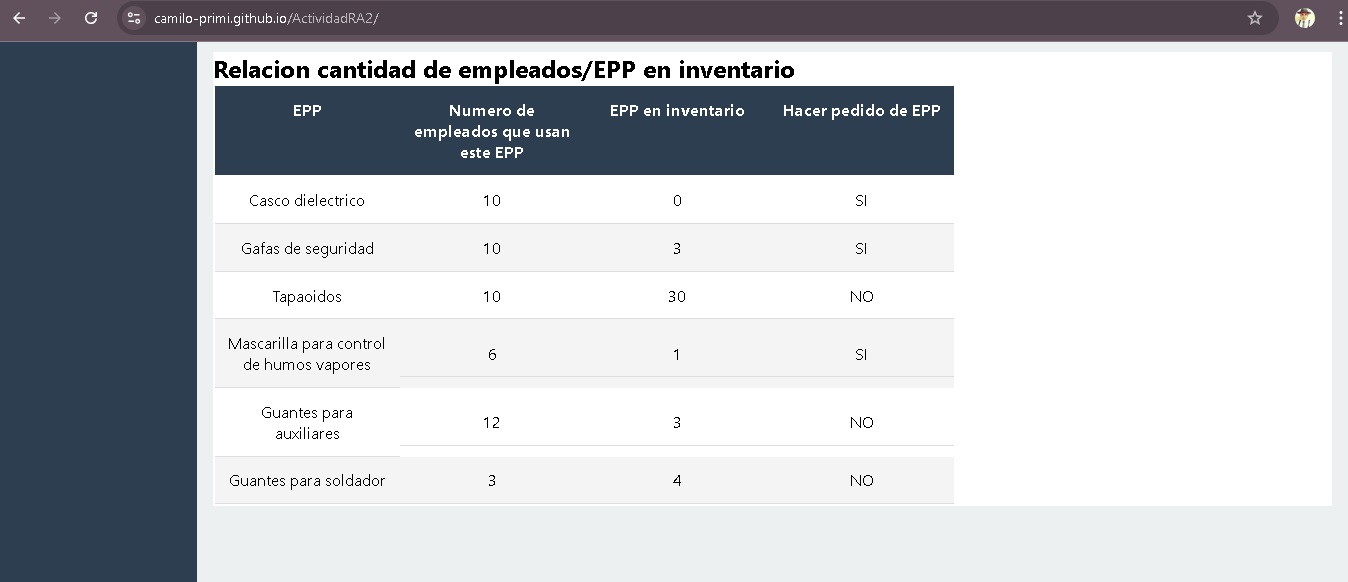 camilo-primi.github.io/ActividadRA2/
Relacion cantidad de empleados/EPP en inventario
EPP
Numero de
empleados que usan
este EPP
EPP en inventario
Hacer pedido de EPP
Casco dielectrico 10 0 SI
Gafas de seguridad 10 3 SI
Tapaoidos 10 30 NO
Mascarilla para control
de humos vapores
6 1 SI
Guantes para
auxiliares
12 3 NO
Guantes para soldador 3 4 NO